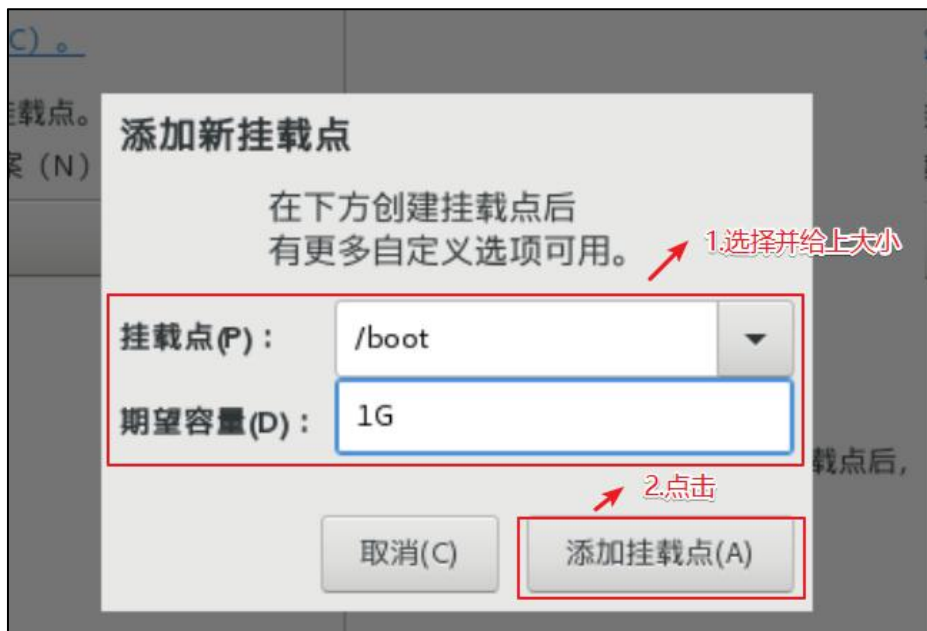 C）。
挂载点。
案（N）
添加新挂载点
在下方创建挂载点后
有更多自定义选项可用。
1.选择并给上大小
挂载点(P)：
/boot
期望容量(D)：
1G
载点后，
2.点击
取消(C)
添加挂载点(A)